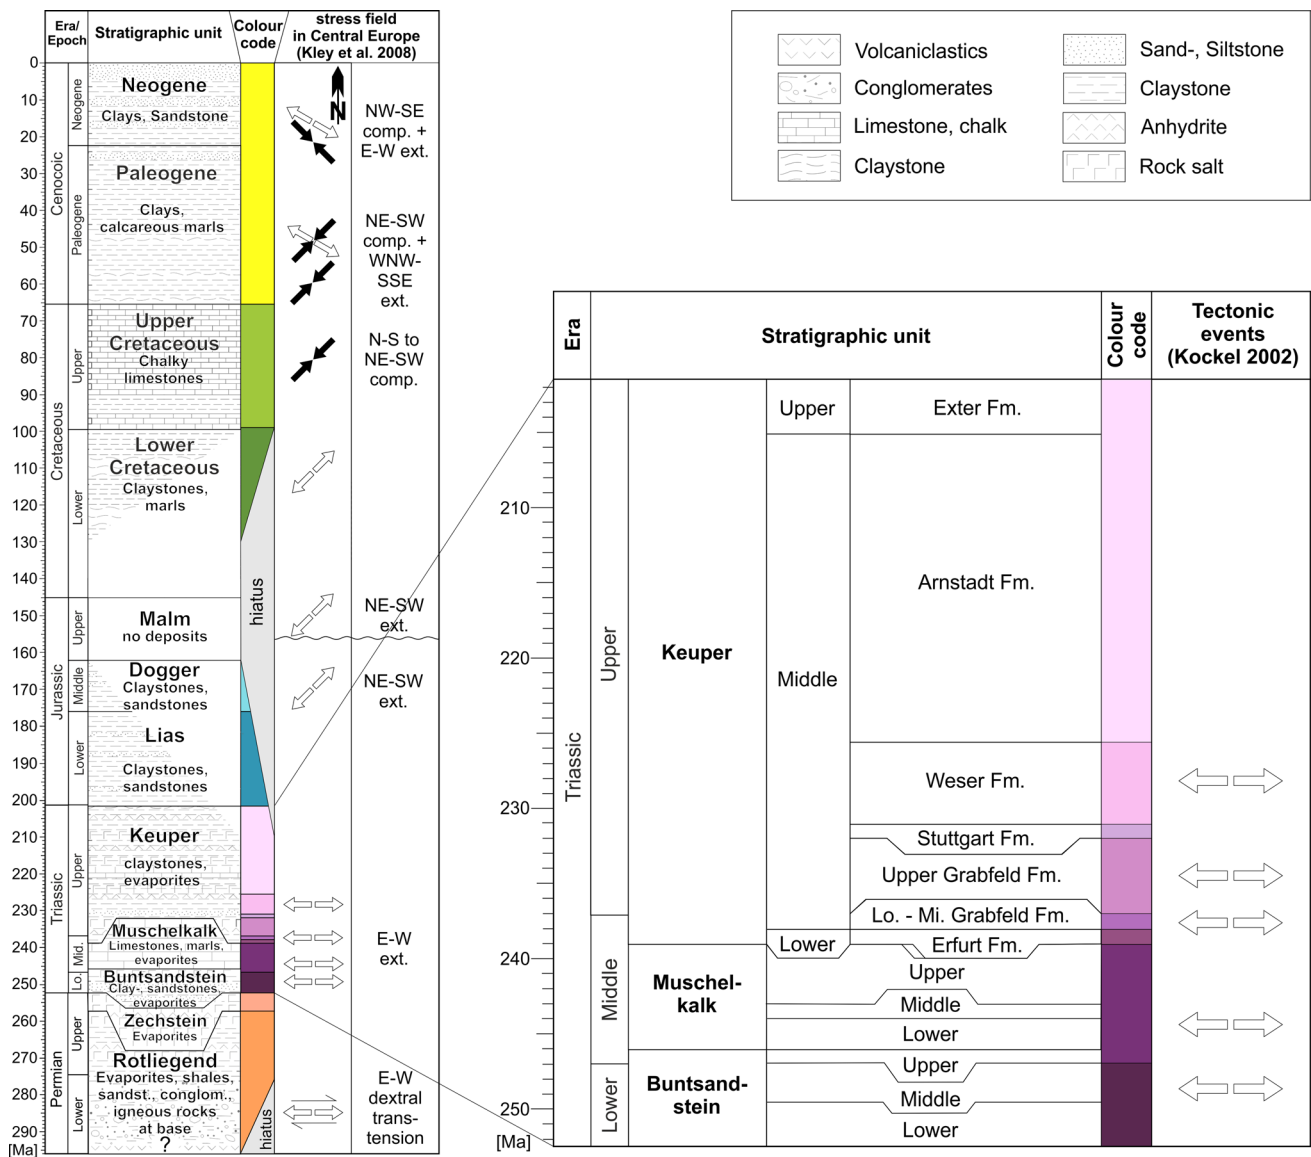 Era/
Epoch
Stratigraphic unit
Colour
code
stress field
in Central Europe
(Kley et al. 2008)
0
10
20
30
40
50
60
70
80
90
100
110
120
130
140
150
160
170
180
190
200
210
220
230
240
250
260
270
280
290
[Ma]
Cenocoic
Neogene
Paleogene
Cretaceous
Upper
Lower
Jurassic
Upper
Middle
Lower
Triassic
Upper
Mid.
Lo.
Permian
Upper
Lower
Neogene
Clays, Sandstone
Paleogene
Clays,
calcareous marls
Upper
Cretaceous
Chalky
limestones
Lower
Cretaceous
Claystones,
marls
Malm
no deposits
Dogger
Claystones,
sandstones
Lias
Claystones,
sandstones
Keuper
claystones,
evaporites
Muschelkalk
Limestones, marls,
evaporites
Buntsandstein
Clay-, sandstones,
evaporites
Zechstein
Evaporites
Rotliegend
Evaporites, shales,
sandst., conglom.,
igneous rocks
at base
?
hiatus
hiatus
N
NW-SE
comp. +
E-W ext.
NE-SW
comp. +
WNW-
SSE
ext.
N-S to
NE-SW
comp.
NE-SW
ext.
NE-SW
ext.
E-W
ext.
E-W
dextral
trans-
tension
Volcaniclastics
Conglomerates
Limestone, chalk
Claystone
Sand-, Siltstone
Claystone
Anhydrite
Rock salt
Era
Stratigraphic unit
Colour
code
Tectonic
events
(Kockel 2002)
210
220
230
240
250
[Ma]
Triassic
Upper
Middle
Lower
Keuper
Muschel-
kalk
Buntsand-
stein
Upper
Middle
Lower
Exter Fm.
Arnstadt Fm.
Weser Fm.
Stuttgart Fm.
Upper Grabfeld Fm.
Lo. - Mi. Grabfeld Fm.
Erfurt Fm.
Upper
Middle
Lower
Upper
Middle
Lower